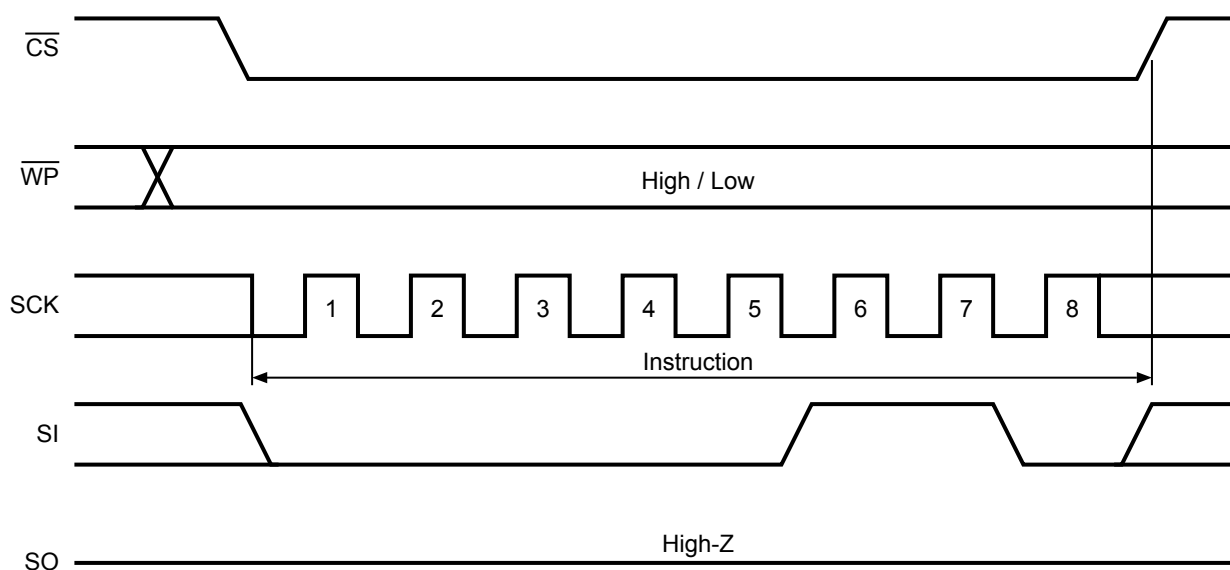 CS
WP
High / Low
SCK
1 2 3 4 5 6 7 8
Instruction
SI
High-Z
SO